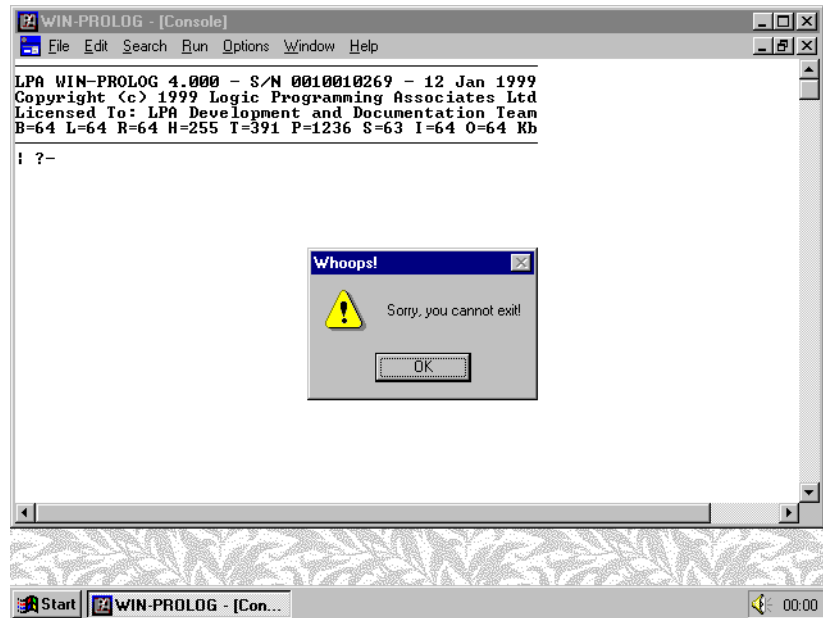 WIN-PROLOG - [Console]
File Edit Search Run Options Window Help
LPA WIN-PROLOG 4.000 - S/N 0010010269 - 12 Jan 1999
Copyright (c) 1999 Logic Programming Associates Ltd
Licensed To: LPA Development and Documentation Team
B=64 L=64 R=64 H=255 T=391 P=1236 S=63 I=64 O=64 Kb
| ?-
Whoops!
Sorry, you cannot exit!
OK
Start WIN-PROLOG - [Con... 00:00